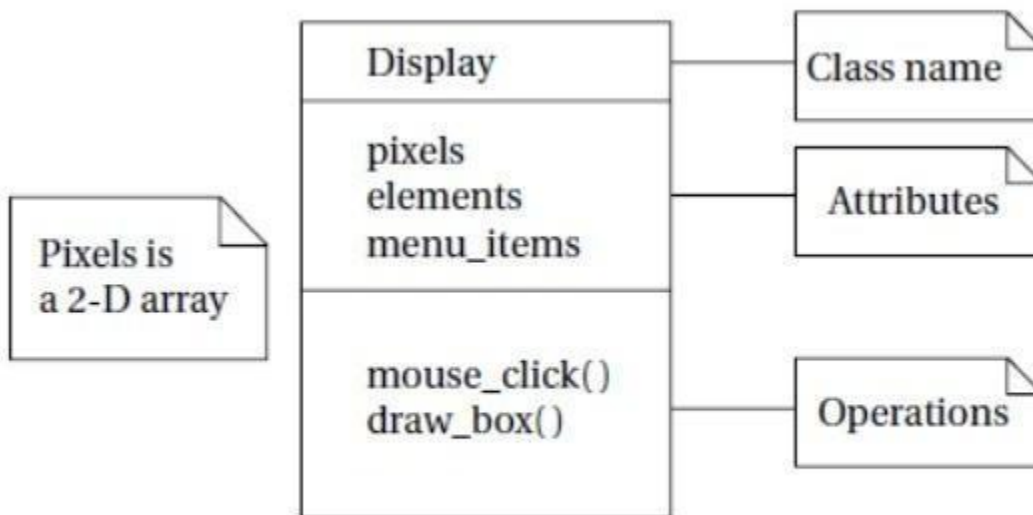 Display
Class name
pixels
elements
menu_items
Attributes
Pixels is
a 2-D array
mouse_click()
draw_box()
Operations